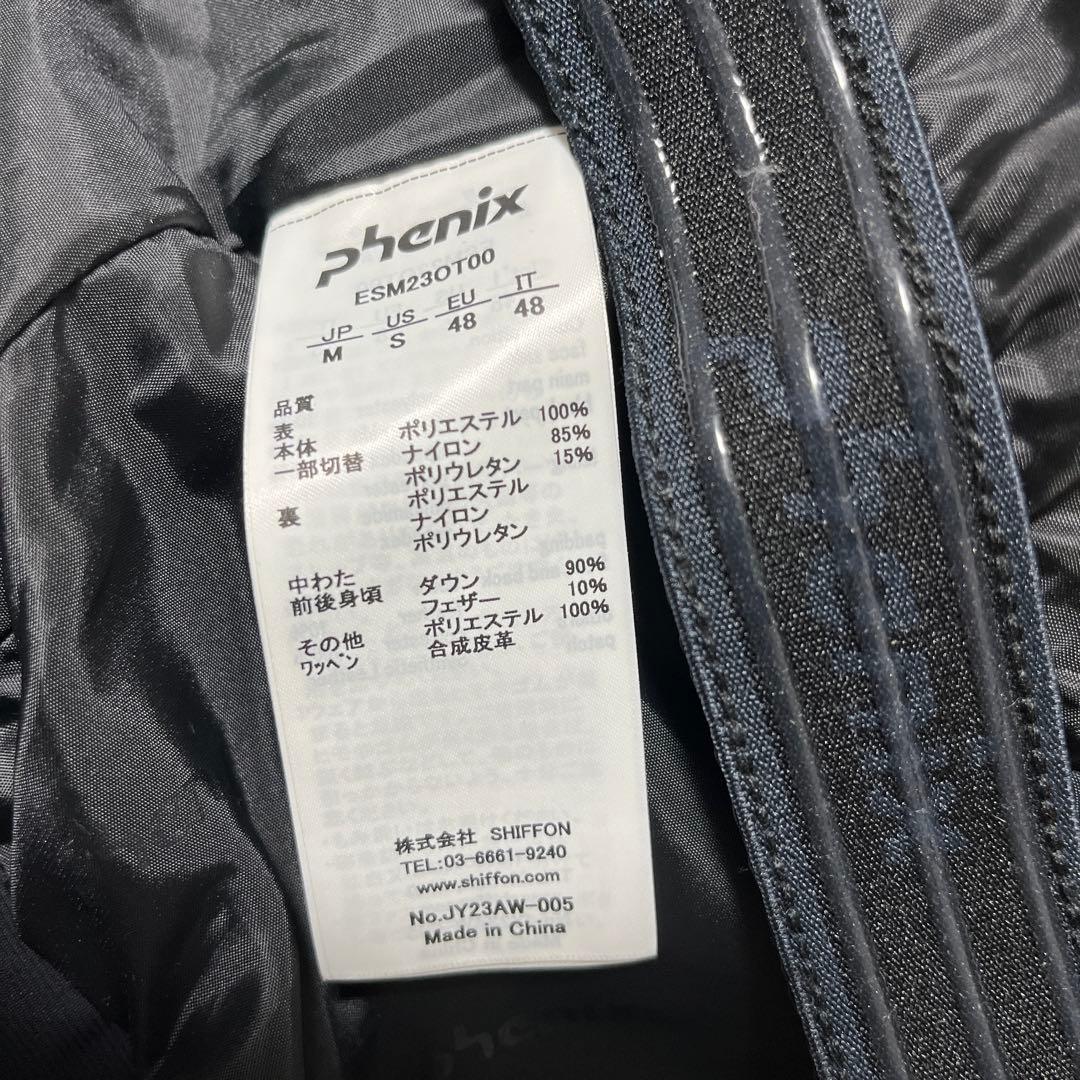 phenix
ESM23OT00
JP US EU IT
M S 48 48
品質
表
本体 ポリエステル 100%
一部切替 ナイロン 85%
ポリウレタン 15%
裏 ポリエステル
ナイロン
ポリウレタン
中わた
前後身頃 ダウン 90%
フェザー 10%
その他 ポリエステル 100%
ワッペン 合成皮革
株式会社 SHIFFON
TEL:03-6661-9240
www.shiffon.com
No.JY23AW-005
Made in China
phenix